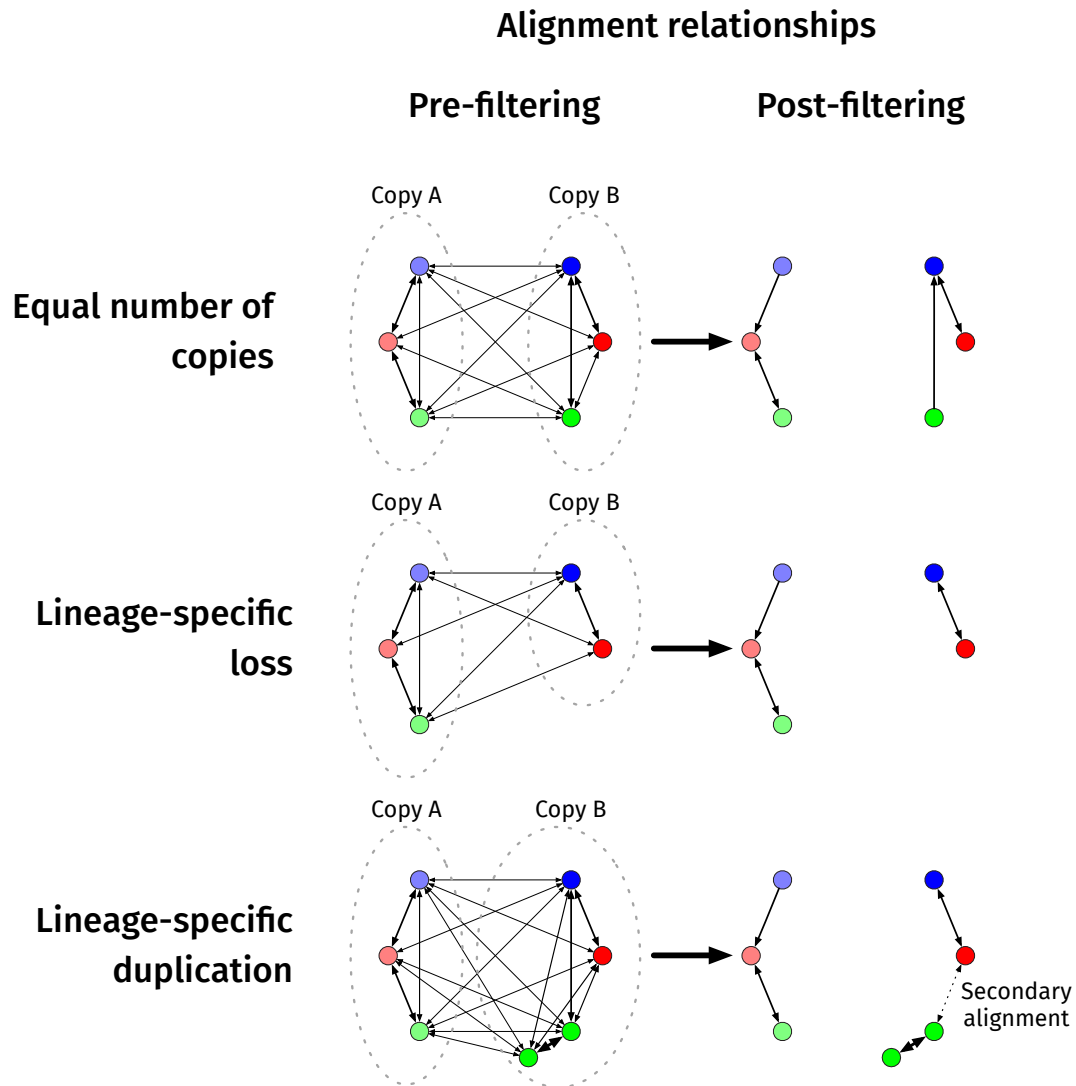 Alignment relationships
Pre-filtering
Post-filtering
Copy A
Copy B
Equal number of
copies
Copy A
Copy B
Lineage-specific
loss
Copy A
Copy B
Lineage-specific
duplication
Secondary
alignment